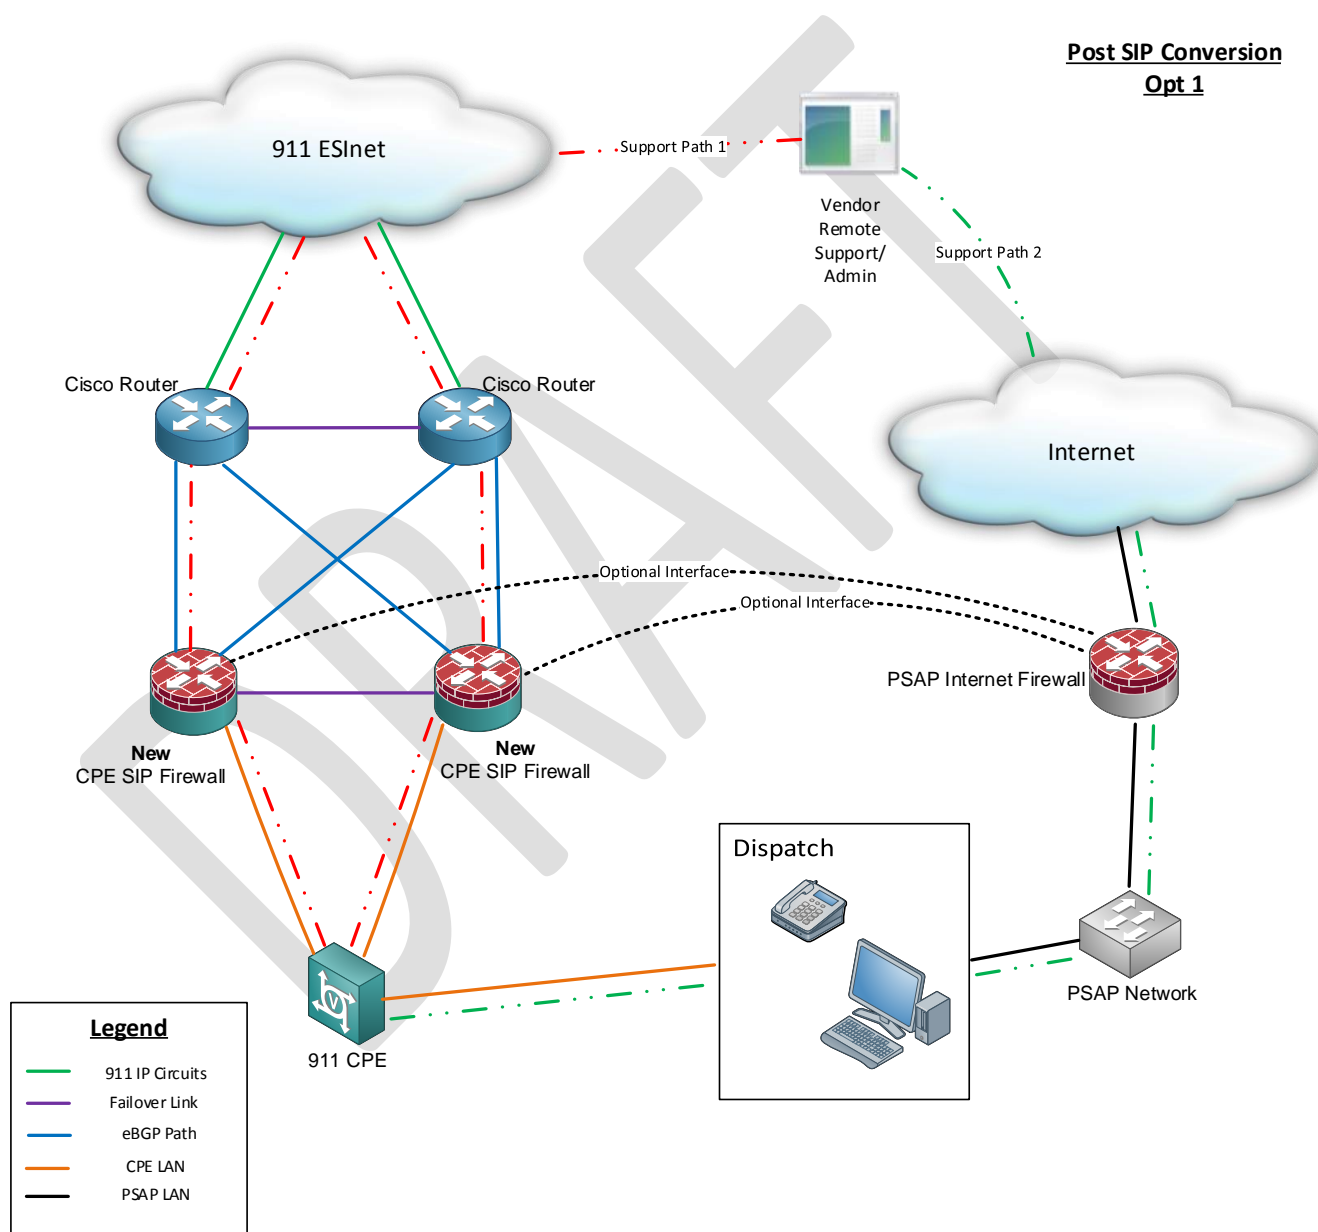 Post SIP Conversion
Opt 1
911 ESInet
Support Path 1
Vendor
Remote
Support/
Admin
Support Path 2
Cisco Router
Cisco Router
Internet
Optional Interface
Optional Interface
PSAP Internet Firewall
New
CPE SIP Firewall
New
CPE SIP Firewall
Dispatch
V
PSAP Network
911 CPE
Legend
911 IP Circuits
Failover Link
eBGP Path
CPE LAN
PSAP LAN
DRAFT